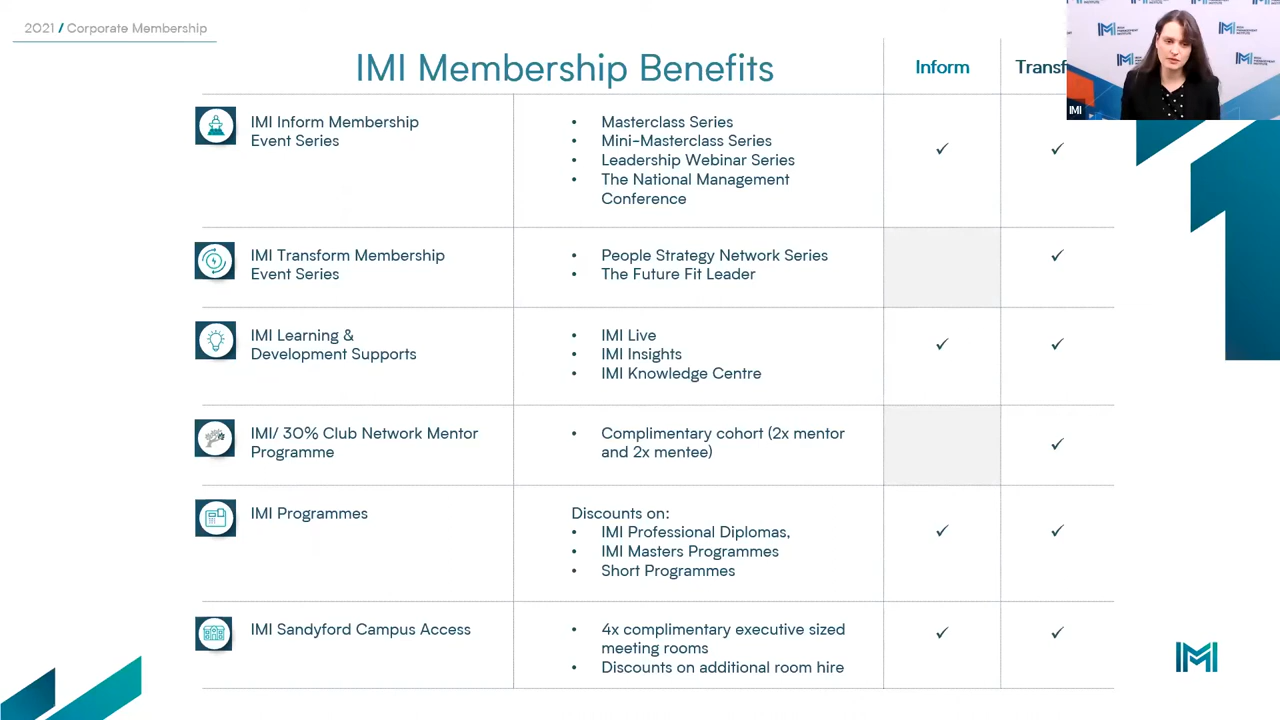 2021 / Corporate Membership
IMI Membership Benefits
Inform
IMI
IMI Inform Membership
Event Series
• Masterclass Series
• Mini-Masterclass Series
• Leadership Webinar Series
• The National Management
Conference
✓ ✓
IMI Transform Membership
Event Series
• People Strategy Network Series
• The Future Fit Leader
✓
IMI Learning &
Development Supports
• IMI Live
• IMI Insights
• IMI Knowledge Centre
✓ ✓
IMI/ 30% Club Network Mentor
Programme
• Complimentary cohort (2x mentor
and 2x mentee)
✓
IMI Programmes
Discounts on:
• IMI Professional Diplomas,
• IMI Masters Programmes
• Short Programmes
✓ ✓
IMI Sandyford Campus Access
• 4x complimentary executive sized
meeting rooms
• Discounts on additional room hire
✓ ✓
IMI